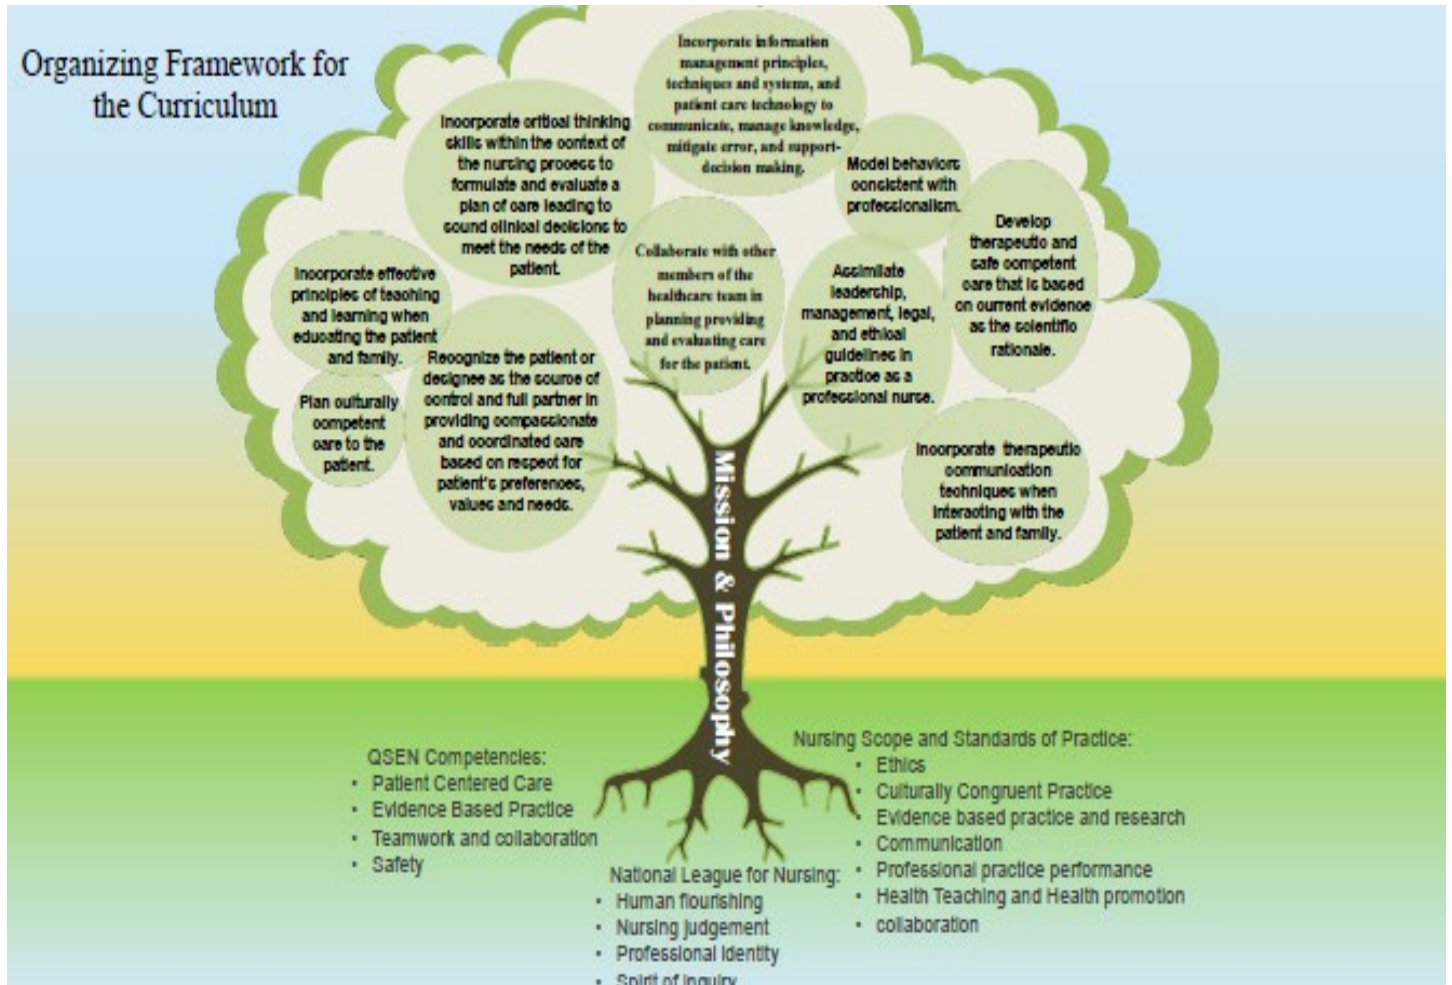 Organizing Framework for
the Curriculum
Incorporate information
management principles,
techniques and systems, and
patient care technology to
communicate, manage knowledge,
mitigate error, and support-
decision making.
Incorporate critical thinking
skills within the context of
the nursing process to
formulate and evaluate a
plan of care leading to
sound clinical decisions to
meet the needs of the
patient.
Model behaviors
consistent with
professionalism.
Develop
therapeutic and
safe competent
care that is based
on current evidence
as the scientific
rationale.
Collaborate with other
members of the
healthcare team in
planning providing
and evaluating care
for the patient.
Assimilate
leadership,
management, legal,
and ethical
guidelines in
practice as a
professional nurse.
Incorporate effective
principles of teaching
and learning when
educating the patient
and family.
Recognize the patient or
designee as the source of
control and full partner in
providing compassionate
and coordinated care
based on respect for
patient's preferences,
values and needs.
Plan culturally
competent
care to the
patient.
Incorporate therapeutic
communication
techniques when
interacting with the
patient and family.
Mission & Philosophy
QSEN Competencies:
• Patient Centered Care
• Evidence Based Practice
• Teamwork and collaboration
• Safety
National League for Nursing:
• Human flourishing
• Nursing judgement
• Professional identity
• Spirit of inquiry
Nursing Scope and Standards of Practice:
• Ethics
• Culturally Congruent Practice
• Evidence based practice and research
• Communication
• Professional practice performance
• Health Teaching and Health promotion
• collaboration